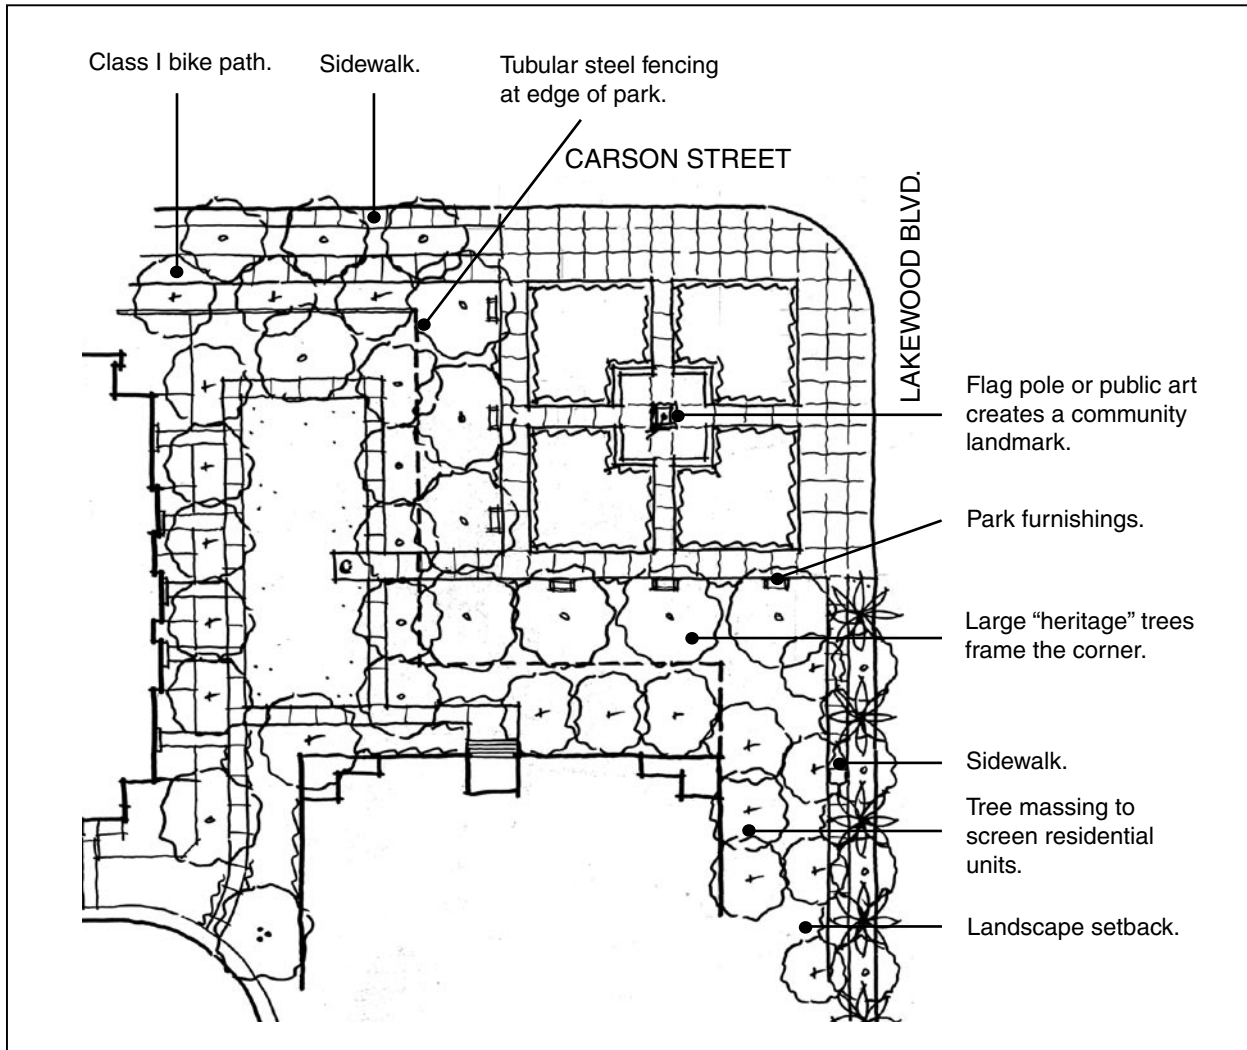 Class I bike path.
Sidewalk.
Tubular steel fencing
at edge of park.
CARSON STREET
LAKEWOOD BLVD.
Flag pole or public art
creates a community
landmark.
Park furnishings.
Large “heritage” trees
frame the corner.
Sidewalk.
Tree massing to
screen residential
units.
Landscape setback.